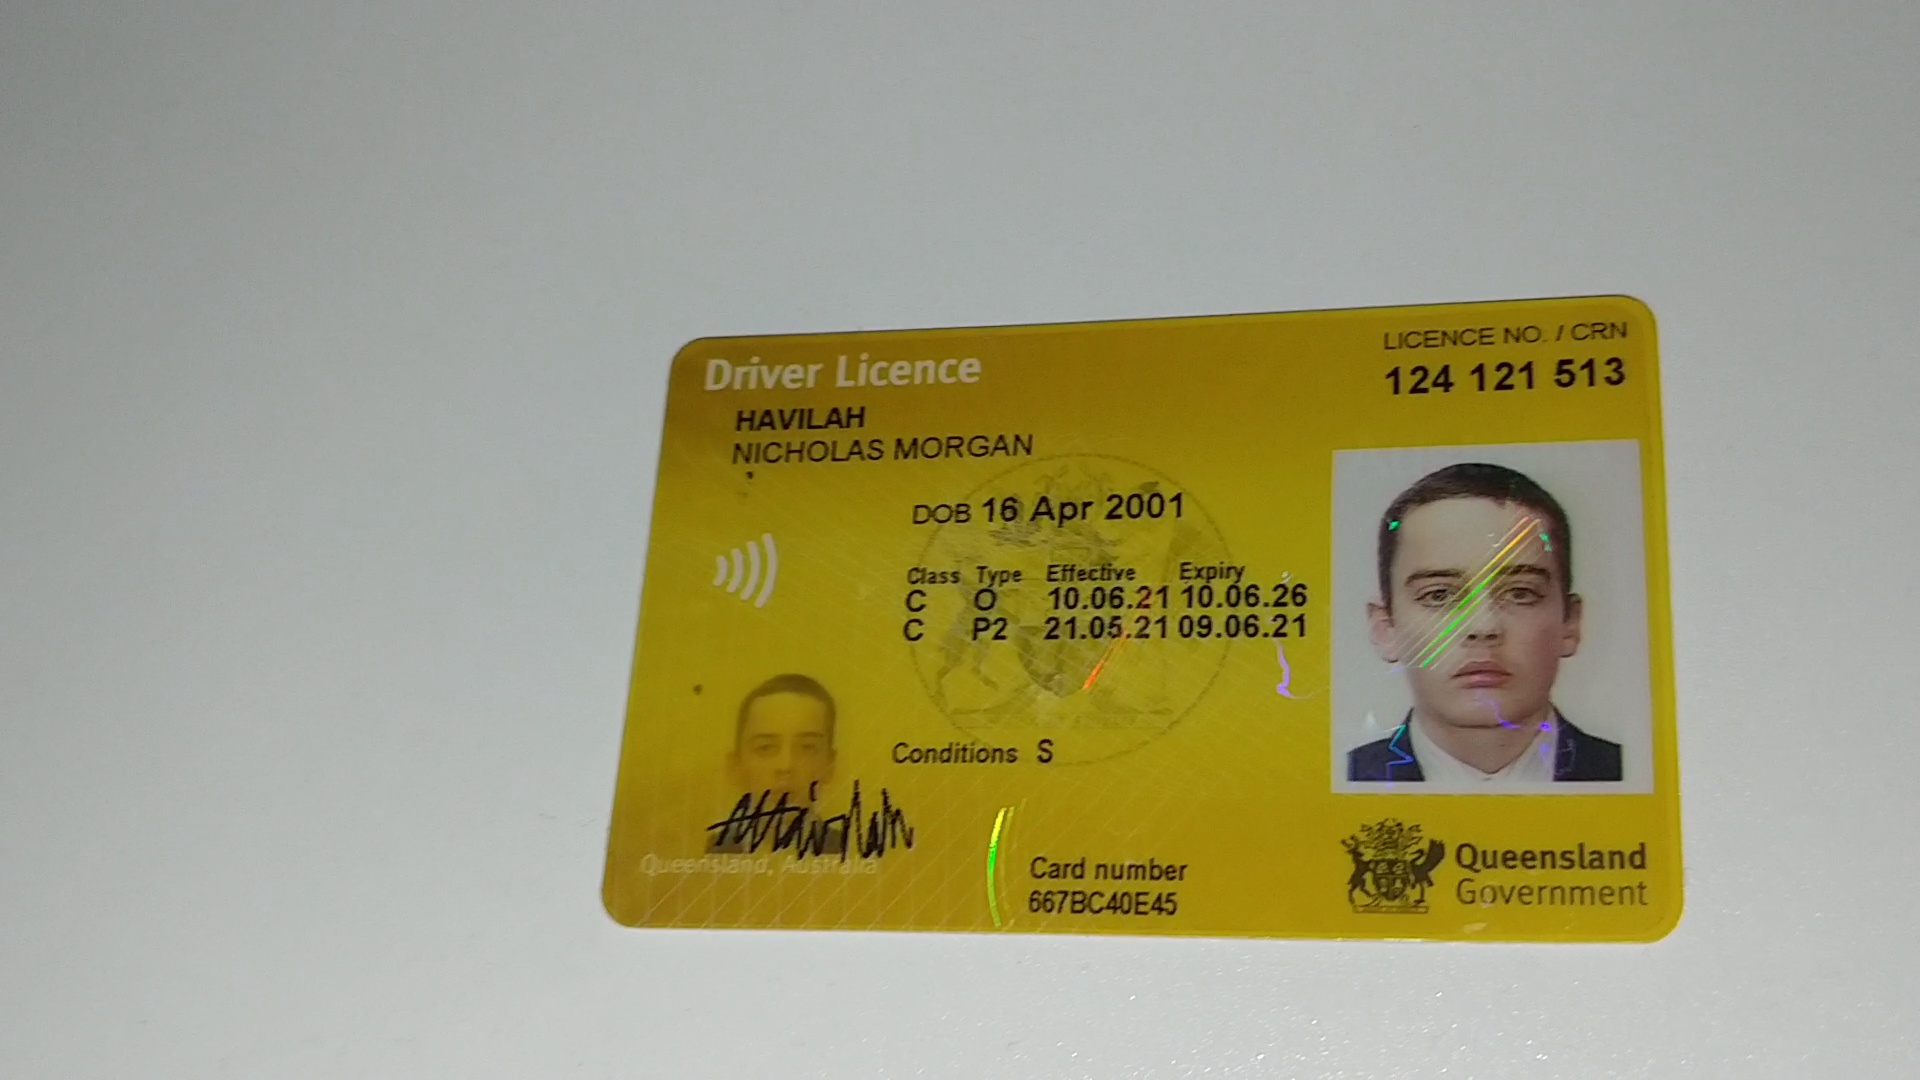 Driver Licence
LICENCE NO. / CRN
124 121 513
HAVILAH
NICHOLAS MORGAN
DOB 16 Apr 2001
Class Type Effective Expiry
C O 10.06.21 10.06.26
C P2 21.05.21 09.06.21
Conditions S
Queensland, Australia
Card number
667BC40E45
Queensland
Government